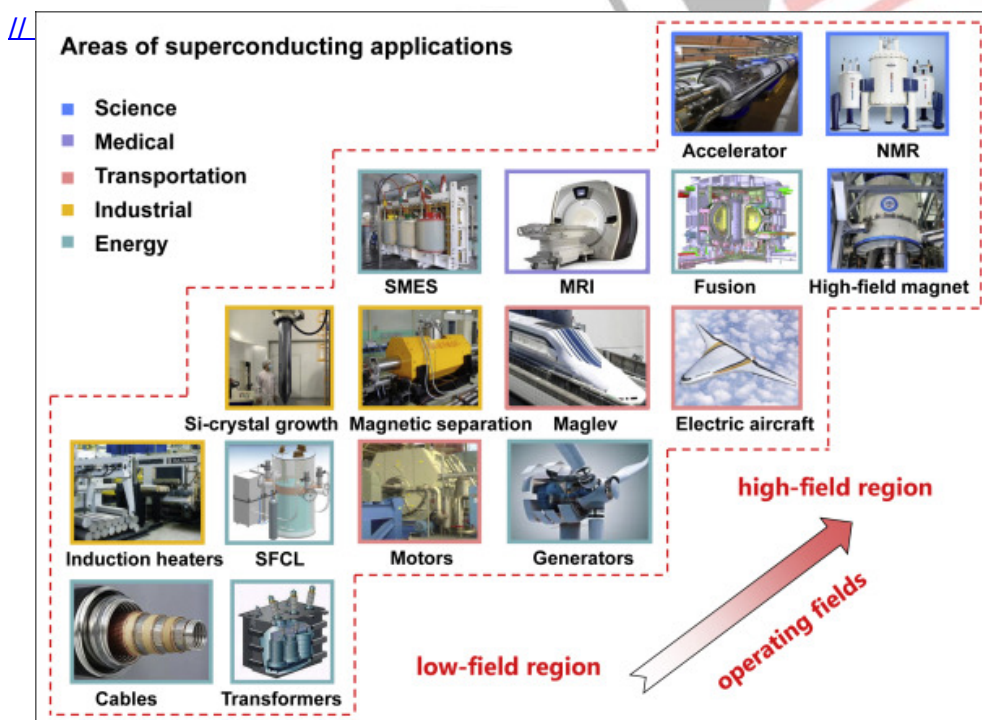 //
Areas of superconducting applications
Science
Medical
Transportation
Industrial
Energy
Accelerator
NMR
SMES
MRI
Fusion
High-field magnet
Si-crystal growth
Magnetic separation
Maglev
Electric aircraft
Induction heaters
SFCL
Motors
Generators
high-field region
operating fields
low-field region
Cables
Transformers